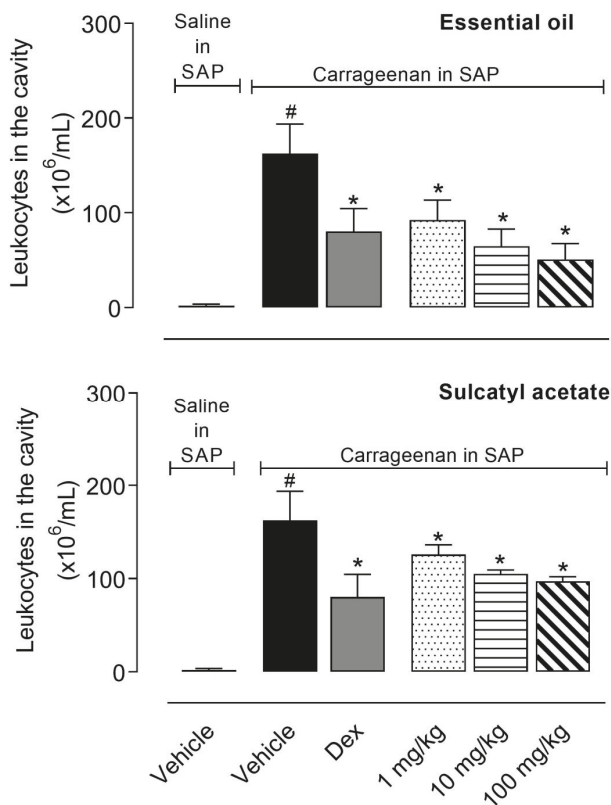 Essential oil
Leukocytes in the cavity
(x10⁶/mL)
300
200
100
0
Saline
in
SAP
Carrageenan in SAP
#
*
*
*
*
Sulcatyl acetate
Leukocytes in the cavity
(x10⁶/mL)
300
200
100
0
Saline
in
SAP
Carrageenan in SAP
#
*
*
*
*
Vehicle
Vehicle
Dex
1 mg/kg
10 mg/kg
100 mg/kg